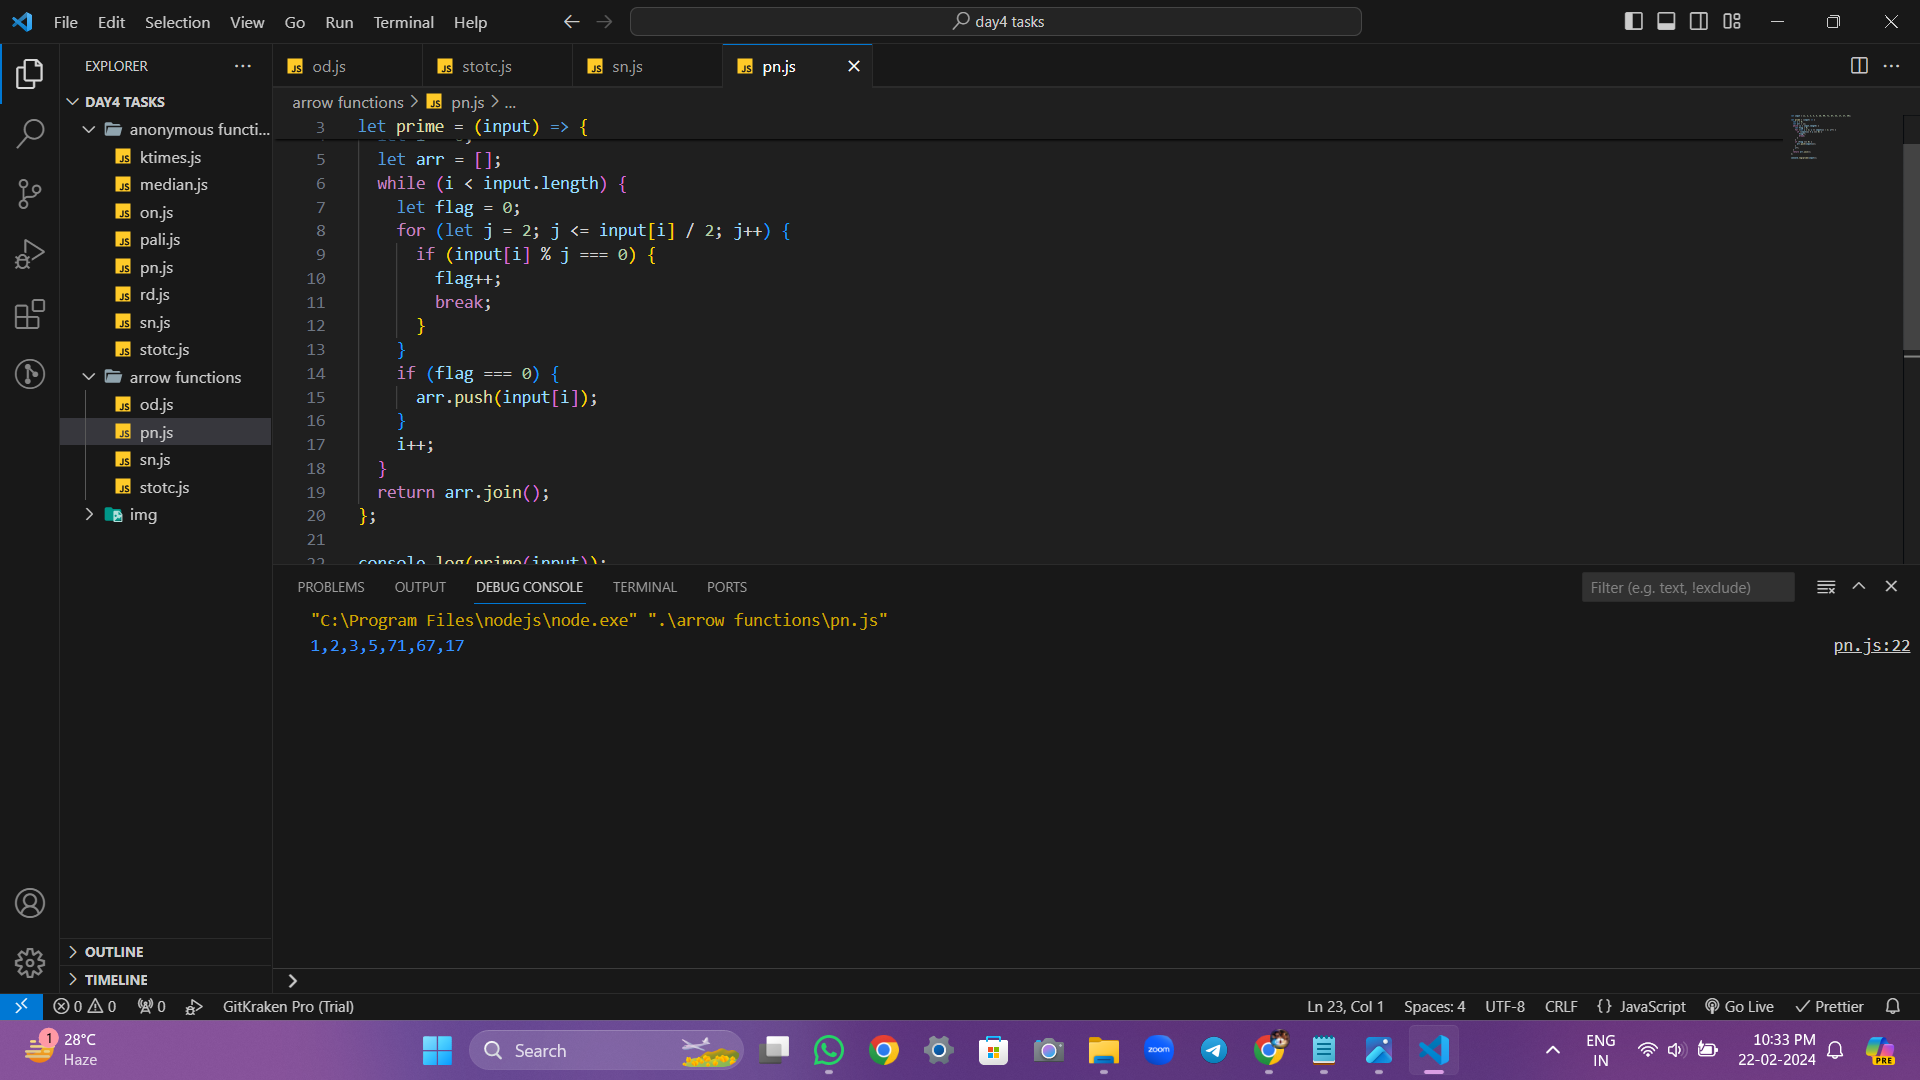 File Edit Selection View Go Run Terminal Help
day4 tasks
EXPLORER
DAY4 TASKS
anonymous functi...
ktimes.js
median.js
on.js
pali.js
pn.js
rd.js
sn.js
stotc.js
arrow functions
od.js
pn.js
sn.js
stotc.js
img
OUTLINE
TIMELINE
od.js stotc.js sn.js pn.js
arrow functions > pn.js > ...
3 let prime = (input) => {
5 let arr = [];
6 while (i < input.length) {
7 let flag = 0;
8 for (let j = 2; j <= input[i] / 2; j++) {
9 if (input[i] % j === 0) {
10 flag++;
11 break;
12 }
13 }
14 if (flag === 0) {
15 arr.push(input[i]);
16 }
17 i++;
18 }
19 return arr.join();
20 };
21
22 console.log(prime(input));
PROBLEMS OUTPUT DEBUG CONSOLE TERMINAL PORTS
Filter (e.g. text, !exclude)
"C:\Program Files\nodejs\node.exe" ".\arrow functions\pn.js"
1,2,3,5,71,67,17 pn.js:22
0 0 0 GitKraken Pro (Trial) Ln 23, Col 1 Spaces: 4 UTF-8 CRLF {} JavaScript Go Live Prettier
1
28°C
Haze
Search
zoom
ENG
IN
10:33 PM
22-02-2024
PRE